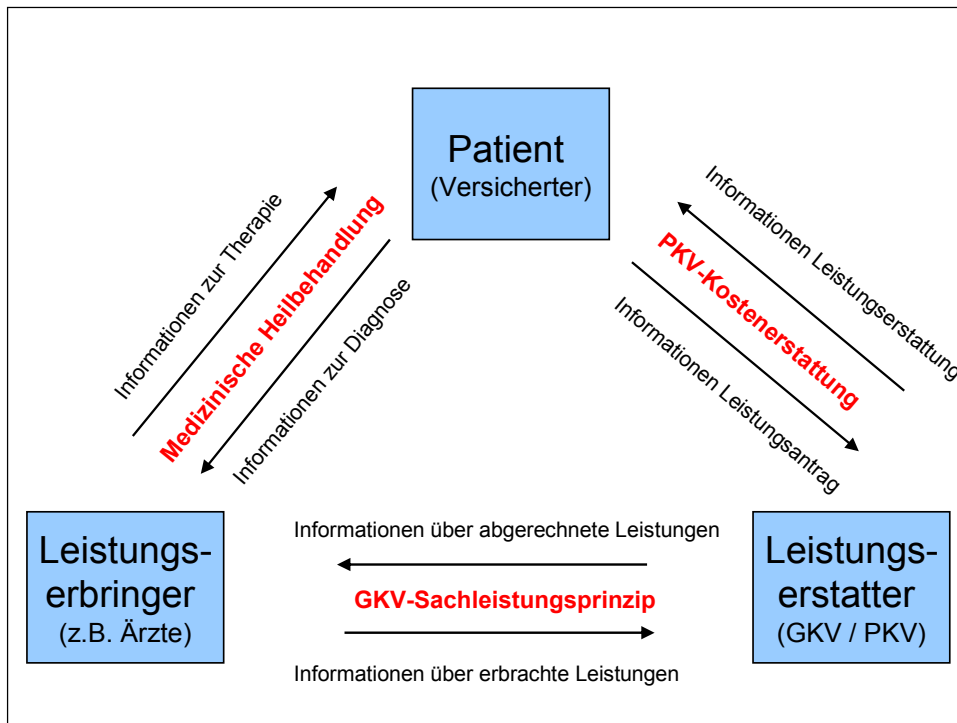 Patient
(Versicherter)
Informationen zur Therapie
Medizinische Heilbehandlung
Informationen zur Diagnose
Informationen Leistungserstattung
PKV-Kostenerstattung
Informationen Leistungsantrag
Leistungs-
erbringer
(z.B. Ärzte)
Informationen über abgerechnete Leistungen
GKV-Sachleistungsprinzip
Informationen über erbrachte Leistungen
Leistungs-
erstatter
(GKV / PKV)